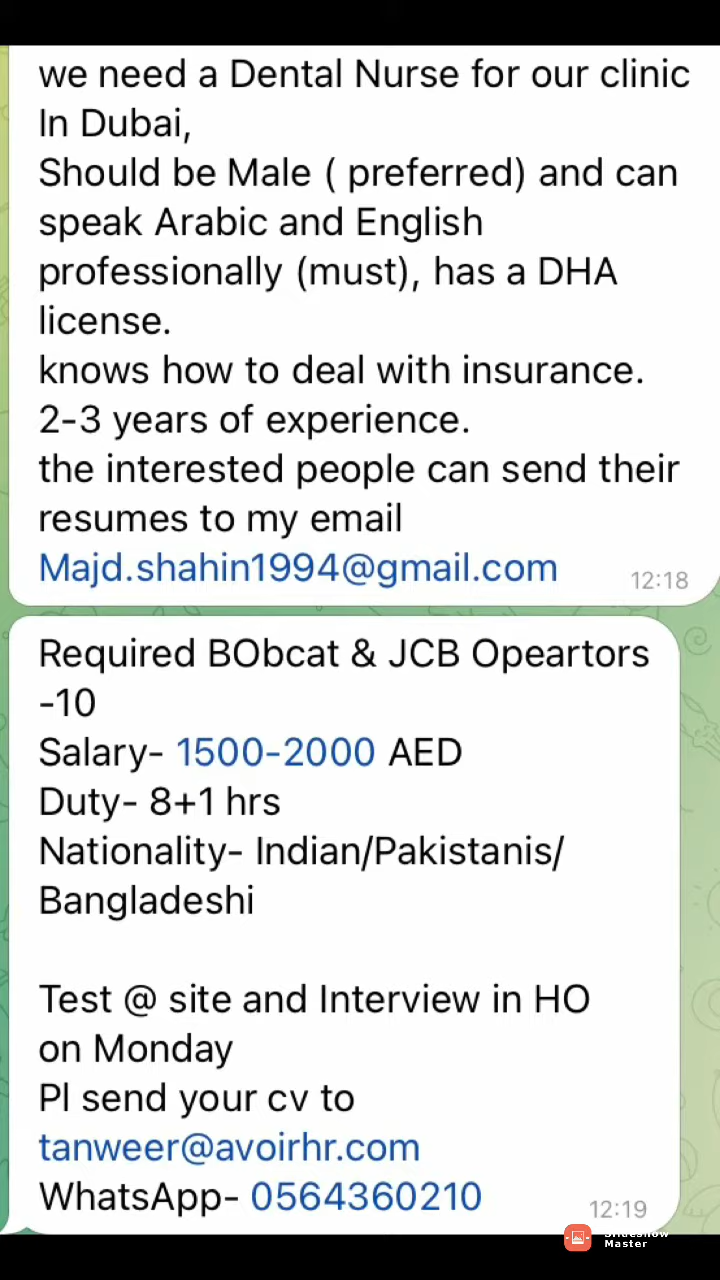 we need a Dental Nurse for our clinic
In Dubai,
Should be Male ( preferred) and can
speak Arabic and English
professionally (must), has a DHA
license.
knows how to deal with insurance.
2-3 years of experience.
the interested people can send their
resumes to my email
Majd.shahin1994@gmail.com
12:18
Required BObcat & JCB Opeartors
-10
Salary- 1500-2000 AED
Duty- 8+1 hrs
Nationality- Indian/Pakistanis/
Bangladeshi
Test @ site and Interview in HO
on Monday
Pl send your cv to
tanweer@avoirhr.com
WhatsApp- 0564360210
12:19
Slideshow
Master